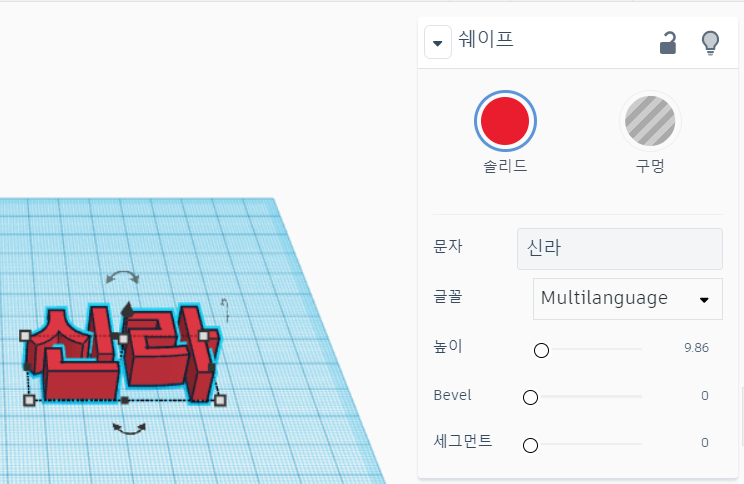 쉐이프
솔리드 구멍
문자 신라
글꼴 Multilanguage
높이 9.86
Bevel 0
세그먼트 0
신라